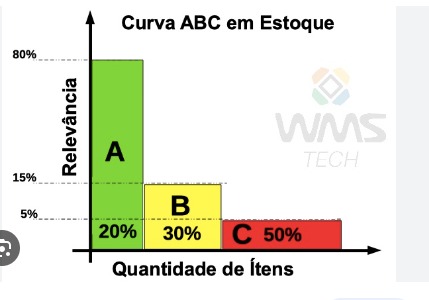 Curva ABC em Estoque
80%
Relevância
WMS
TECH
A
15%
B
5%
20%
30%
C 50%
Quantidade de Ítens